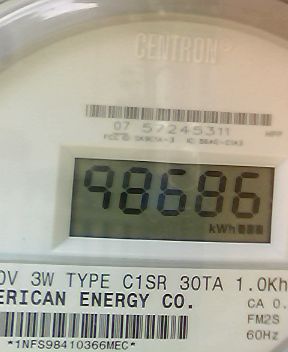 CENTRON
07 57245311
98686
kWh
0V 3W TYPE C1SR 30TA 1.0Kh
ERICAN ENERGY CO.
CA 0.
FM2S
60Hz
*1NFS98410366MEC*